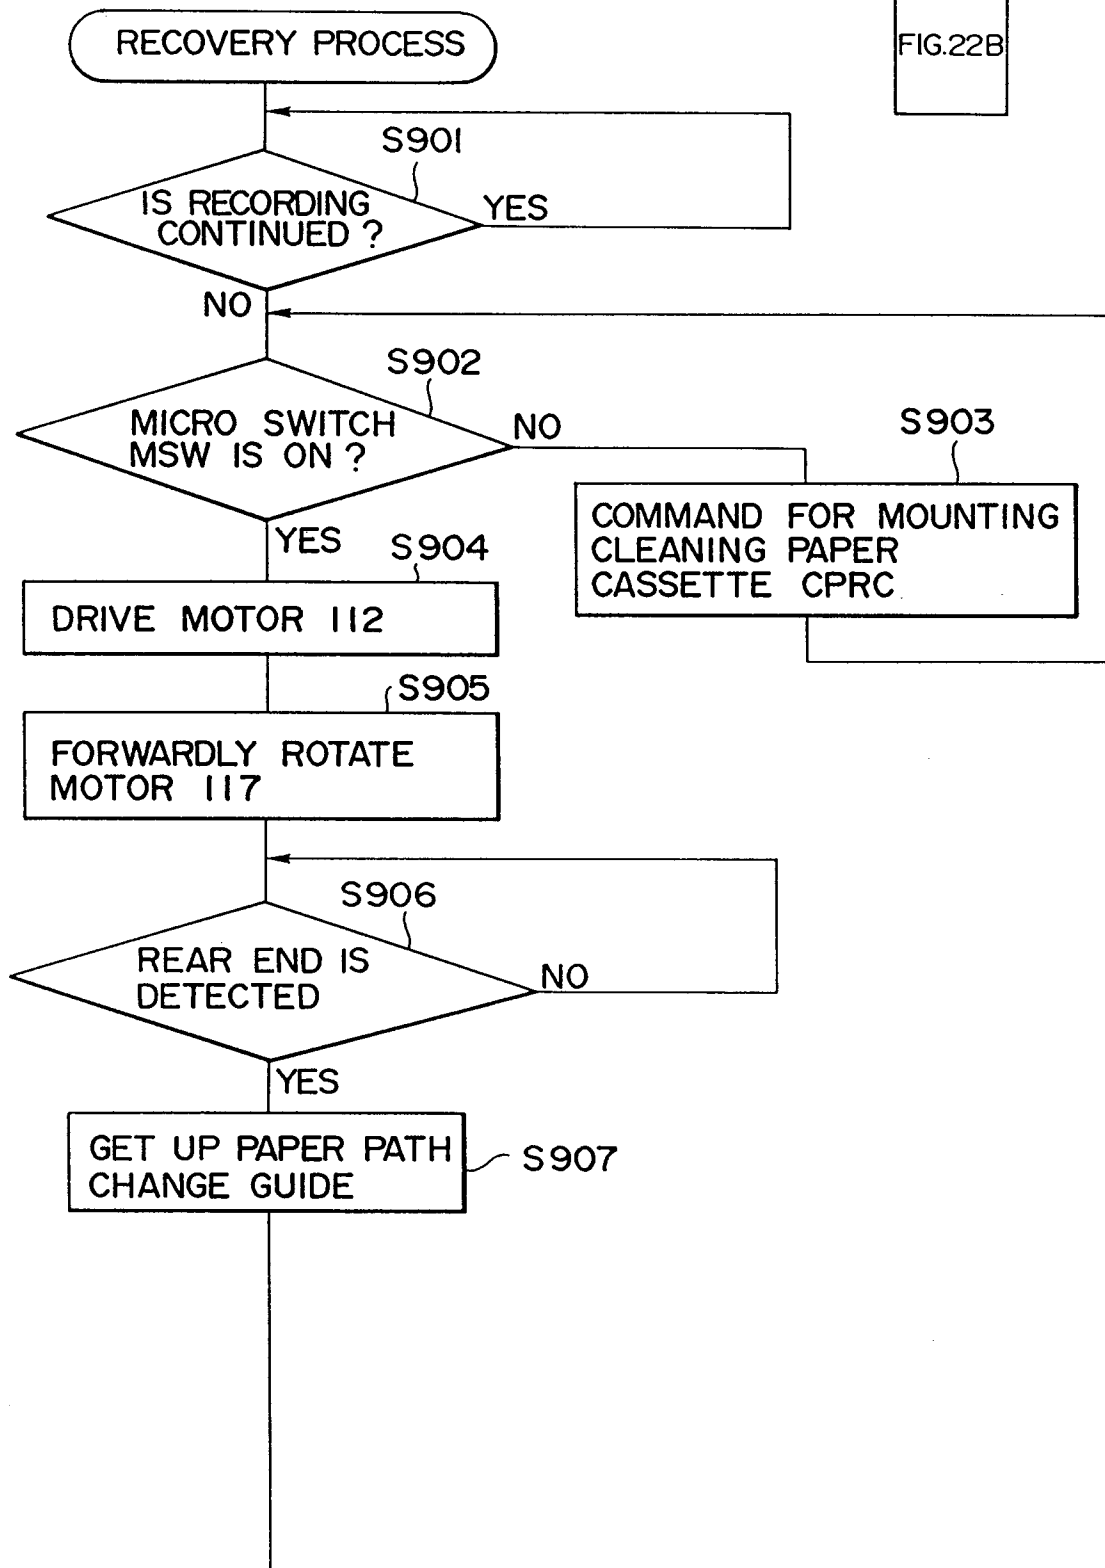 RECOVERY PROCESS
FIG.22B
S901
IS RECORDING
CONTINUED ?
YES
NO
S902
MICRO SWITCH
MSW IS ON ?
NO
S903
COMMAND FOR MOUNTING
CLEANING PAPER
CASSETTE CPRC
YES
S904
DRIVE MOTOR 112
S905
FORWARDLY ROTATE
MOTOR 117
S906
REAR END IS
DETECTED
NO
YES
GET UP PAPER PATH
CHANGE GUIDE
S907